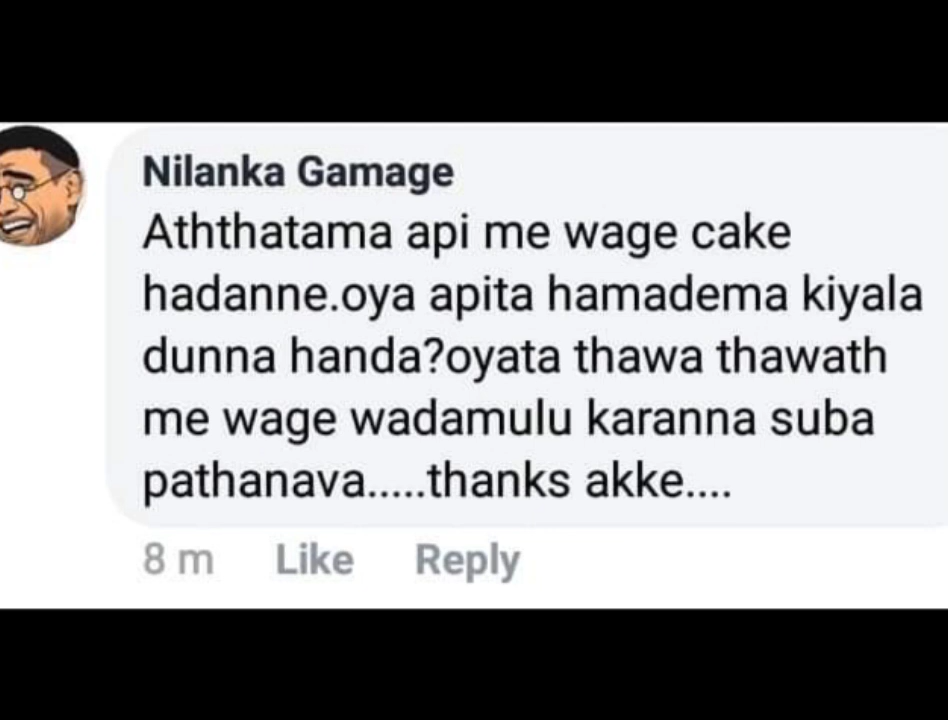 Nilanka Gamage
Aththatama api me wage cake
hadanne.oya apita hamadema kiyala
dunna handa?oyata thawa thawath
me wage wadamulu karanna suba
pathanava.....thanks akke....
8 m Like Reply